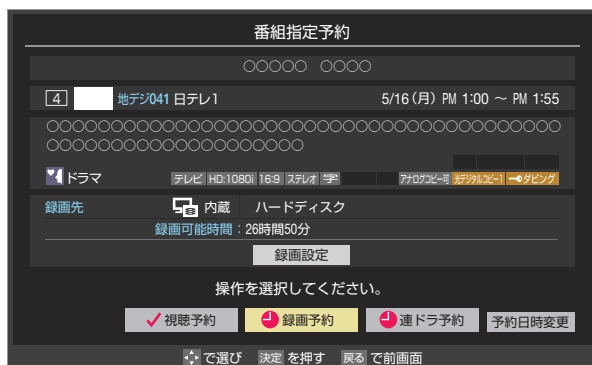 番組指定予約
○○○○○ ○○○○
4 地デジ041 日テレ1 5/16(月) PM 1:00 ～ PM 1:55
○○○○○○○○○○○○○○○○○○○○○○○○○○○○○○
○○○○○○○○○○○○○○○
ドラマ テレビ HD:1080i 16:9 ステレオ 字 アナログコピー可 光デジタルコピー1 ダビング
録画先 内蔵 ハードディスク
録画可能時間：26時間50分
録画設定
操作を選択してください。
視聴予約 録画予約 連ドラ予約 予約日時変更
で選び 決定 を押す 戻る で前画面